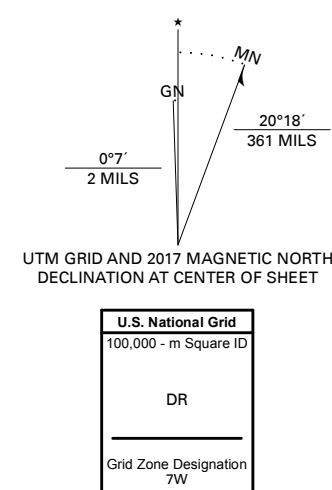 ★
MN
GN
20°18´
361 MILS
0°7´
2 MILS
UTM GRID AND 2017 MAGNETIC NORTH
DECLINATION AT CENTER OF SHEET
U.S. National Grid
100,000 - m Square ID
DR
Grid Zone Designation
7W